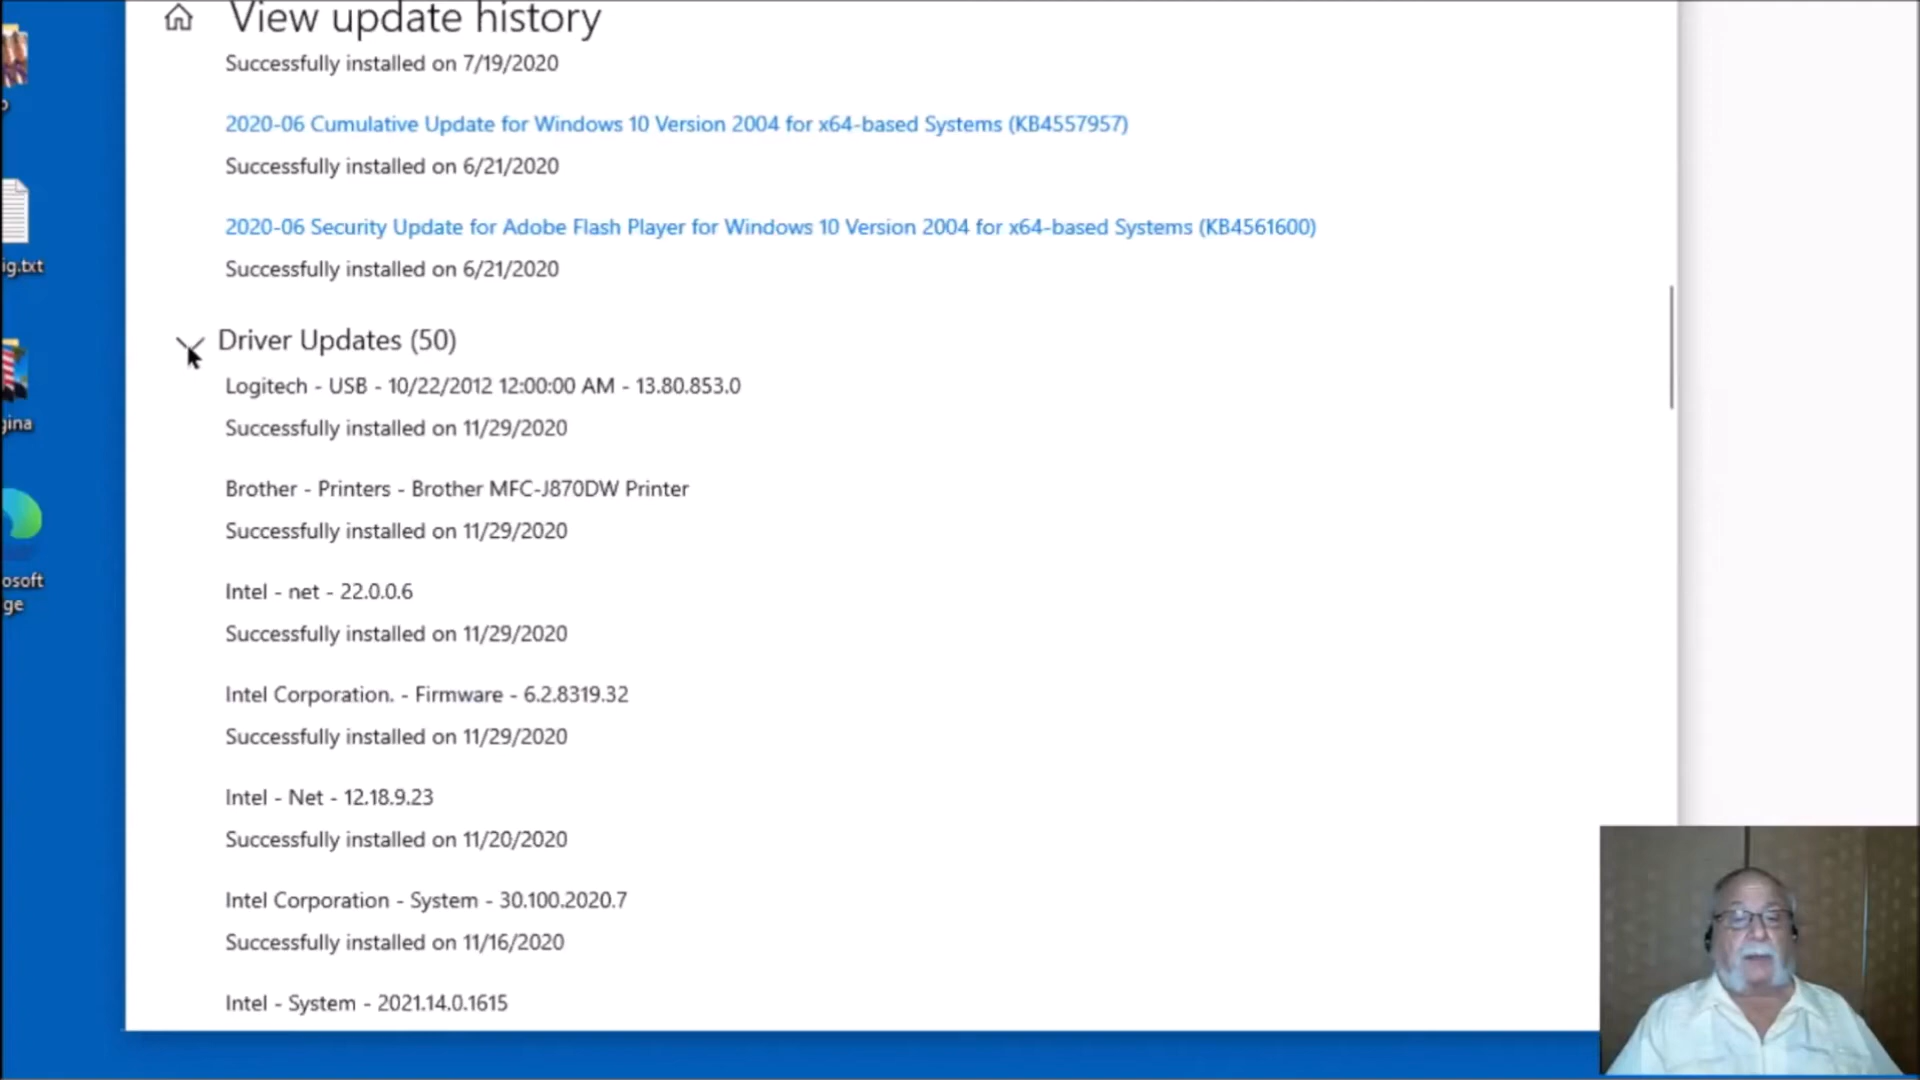 View update history
Successfully installed on 7/19/2020
2020-06 Cumulative Update for Windows 10 Version 2004 for x64-based Systems (KB4557957)
Successfully installed on 6/21/2020
2020-06 Security Update for Adobe Flash Player for Windows 10 Version 2004 for x64-based Systems (KB4561600)
Successfully installed on 6/21/2020
Driver Updates (50)
Logitech - USB - 10/22/2012 12:00:00 AM - 13.80.853.0
Successfully installed on 11/29/2020
Brother - Printers - Brother MFC-J870DW Printer
Successfully installed on 11/29/2020
Intel - net - 22.0.0.6
Successfully installed on 11/29/2020
Intel Corporation. - Firmware - 6.2.8319.32
Successfully installed on 11/29/2020
Intel - Net - 12.18.9.23
Successfully installed on 11/20/2020
Intel Corporation - System - 30.100.2020.7
Successfully installed on 11/16/2020
Intel - System - 2021.14.0.1615
ig.txt
gina
osoft
ge